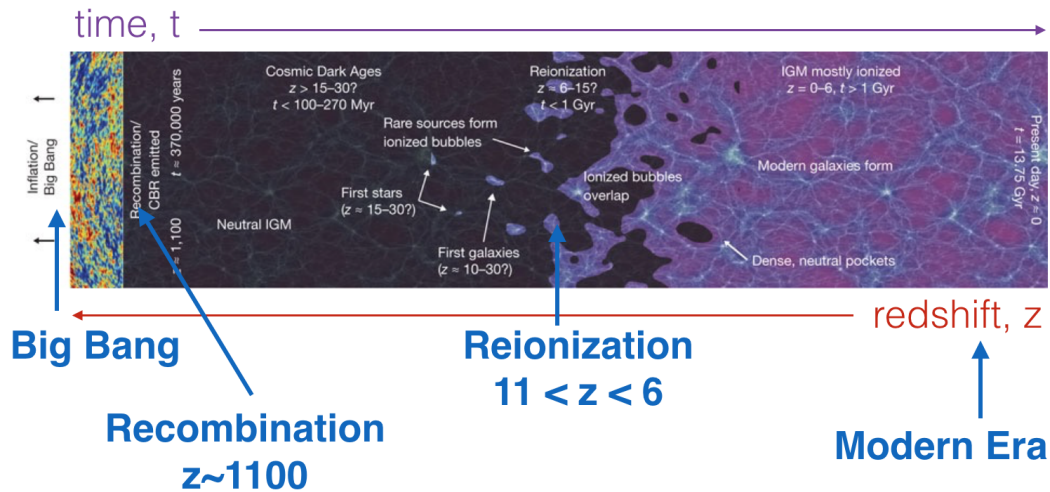 time, t
Inflation/
Big Bang
Recombination/
CBR emitted
t ≈ 370,000 years
z ≈ 1,100
Cosmic Dark Ages
z > 15–30?
t < 100–270 Myr
Rare sources form
ionized bubbles
First stars
(z ≈ 15–30?)
Neutral IGM
First galaxies
(z ≈ 10–30?)
Reionization
z ≈ 6–15?
t < 1 Gyr
Ionized bubbles
overlap
IGM mostly ionized
z = 0–6, t > 1 Gyr
Modern galaxies form
Dense, neutral pockets
Present day, z = 0
t = 13.75 Gyr
redshift, z
Big Bang
Recombination
z~1100
Reionization
11 < z < 6
Modern Era